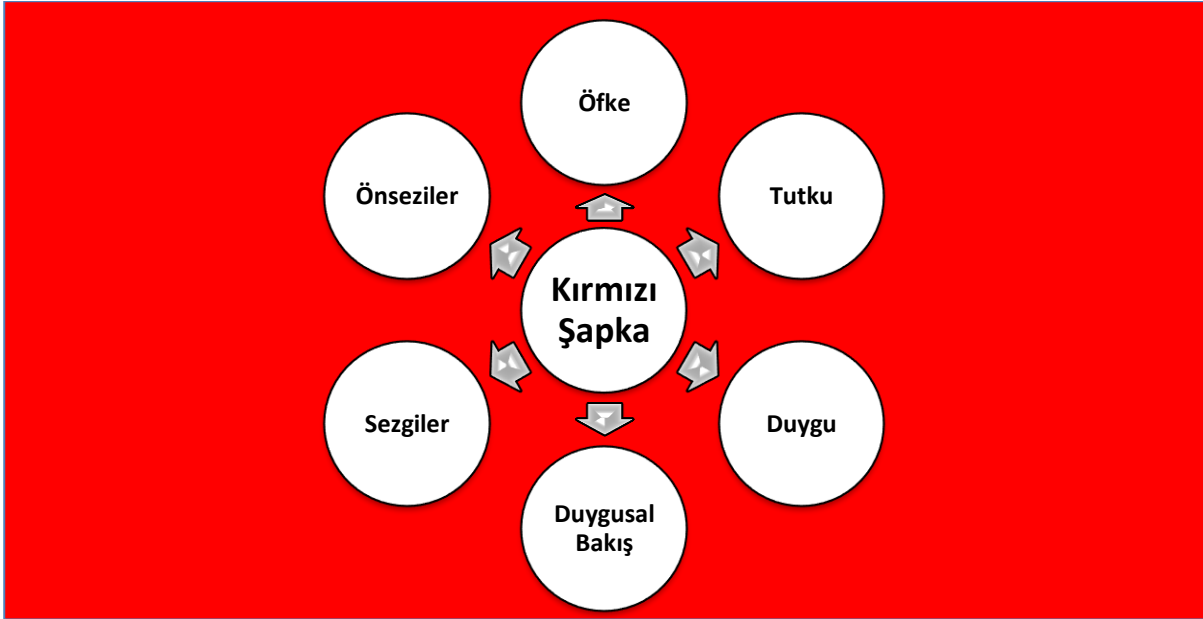 Öfke
Önseziler
Tutku
Kırmızı
Şapka
Sezgiler
Duygu
Duygusal
Bakış